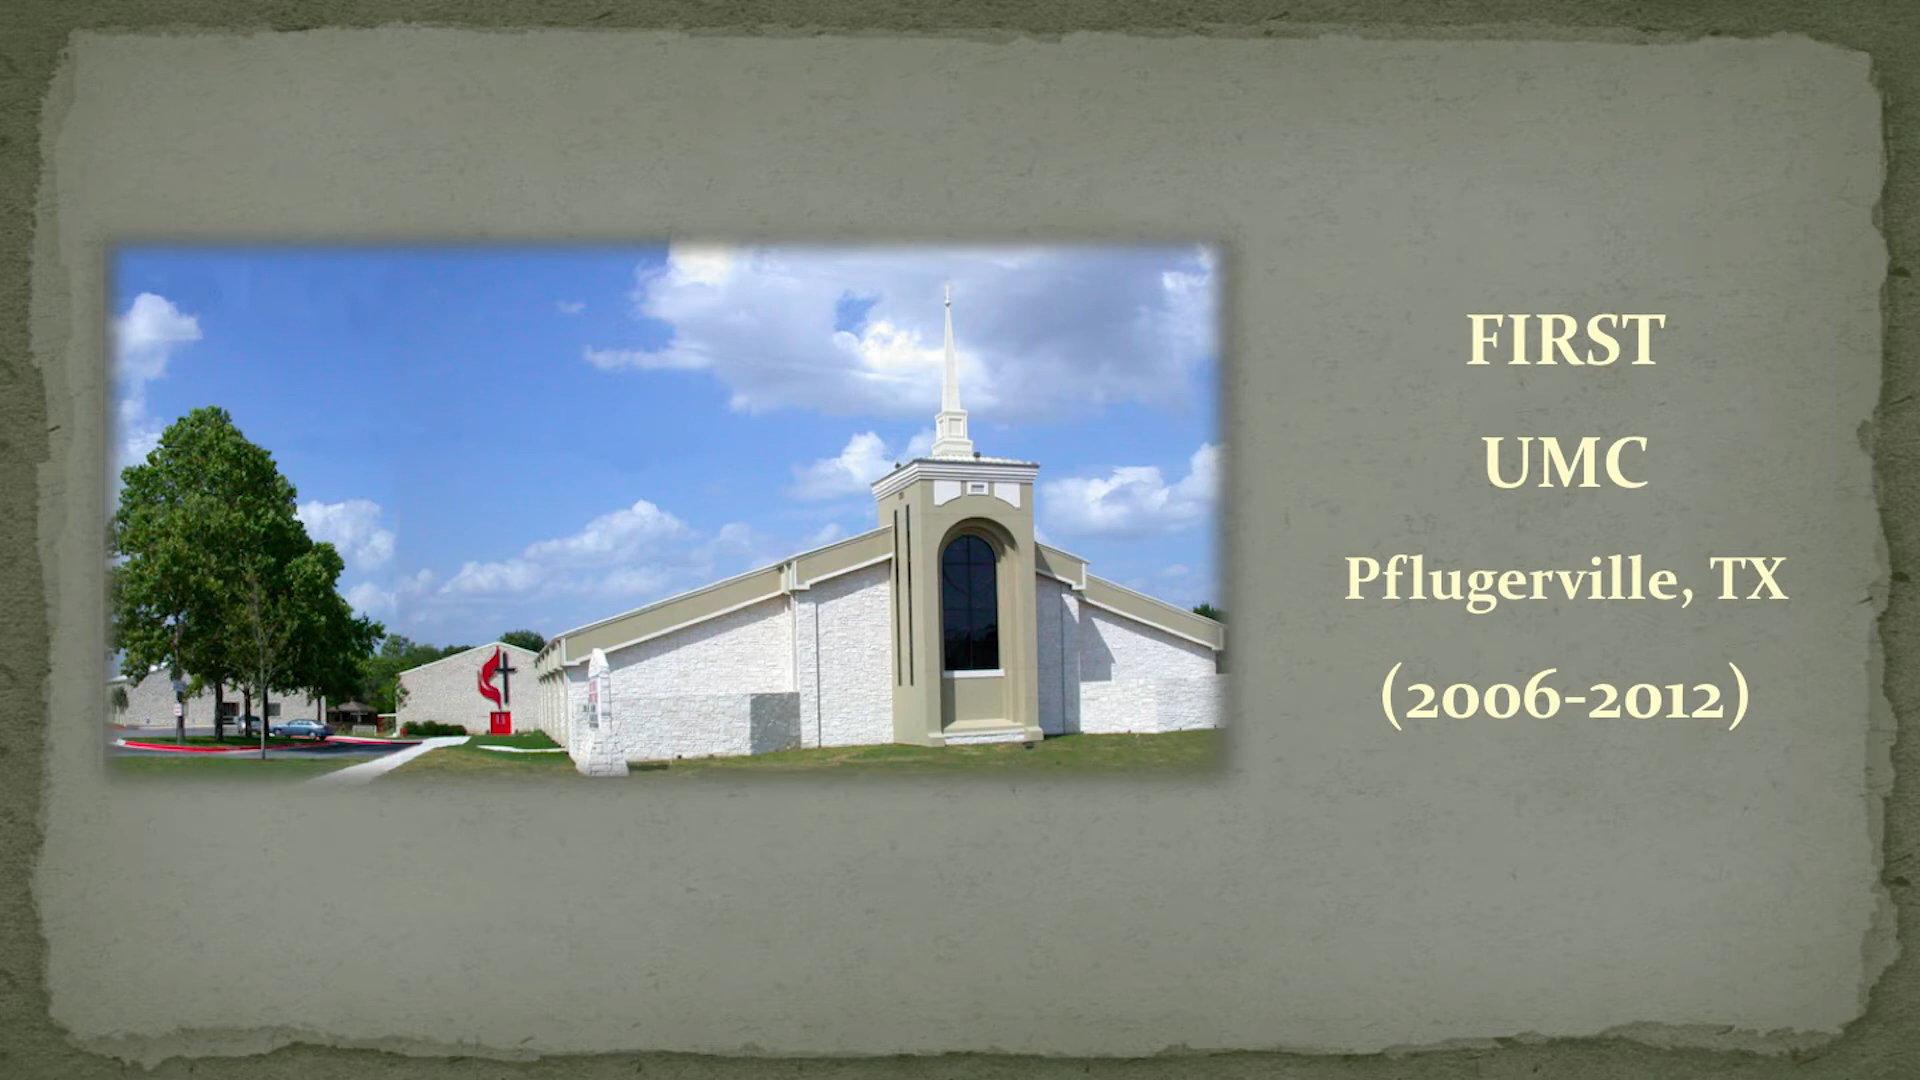 FIRST
UMC
Pflugerville, TX
(2006-2012)